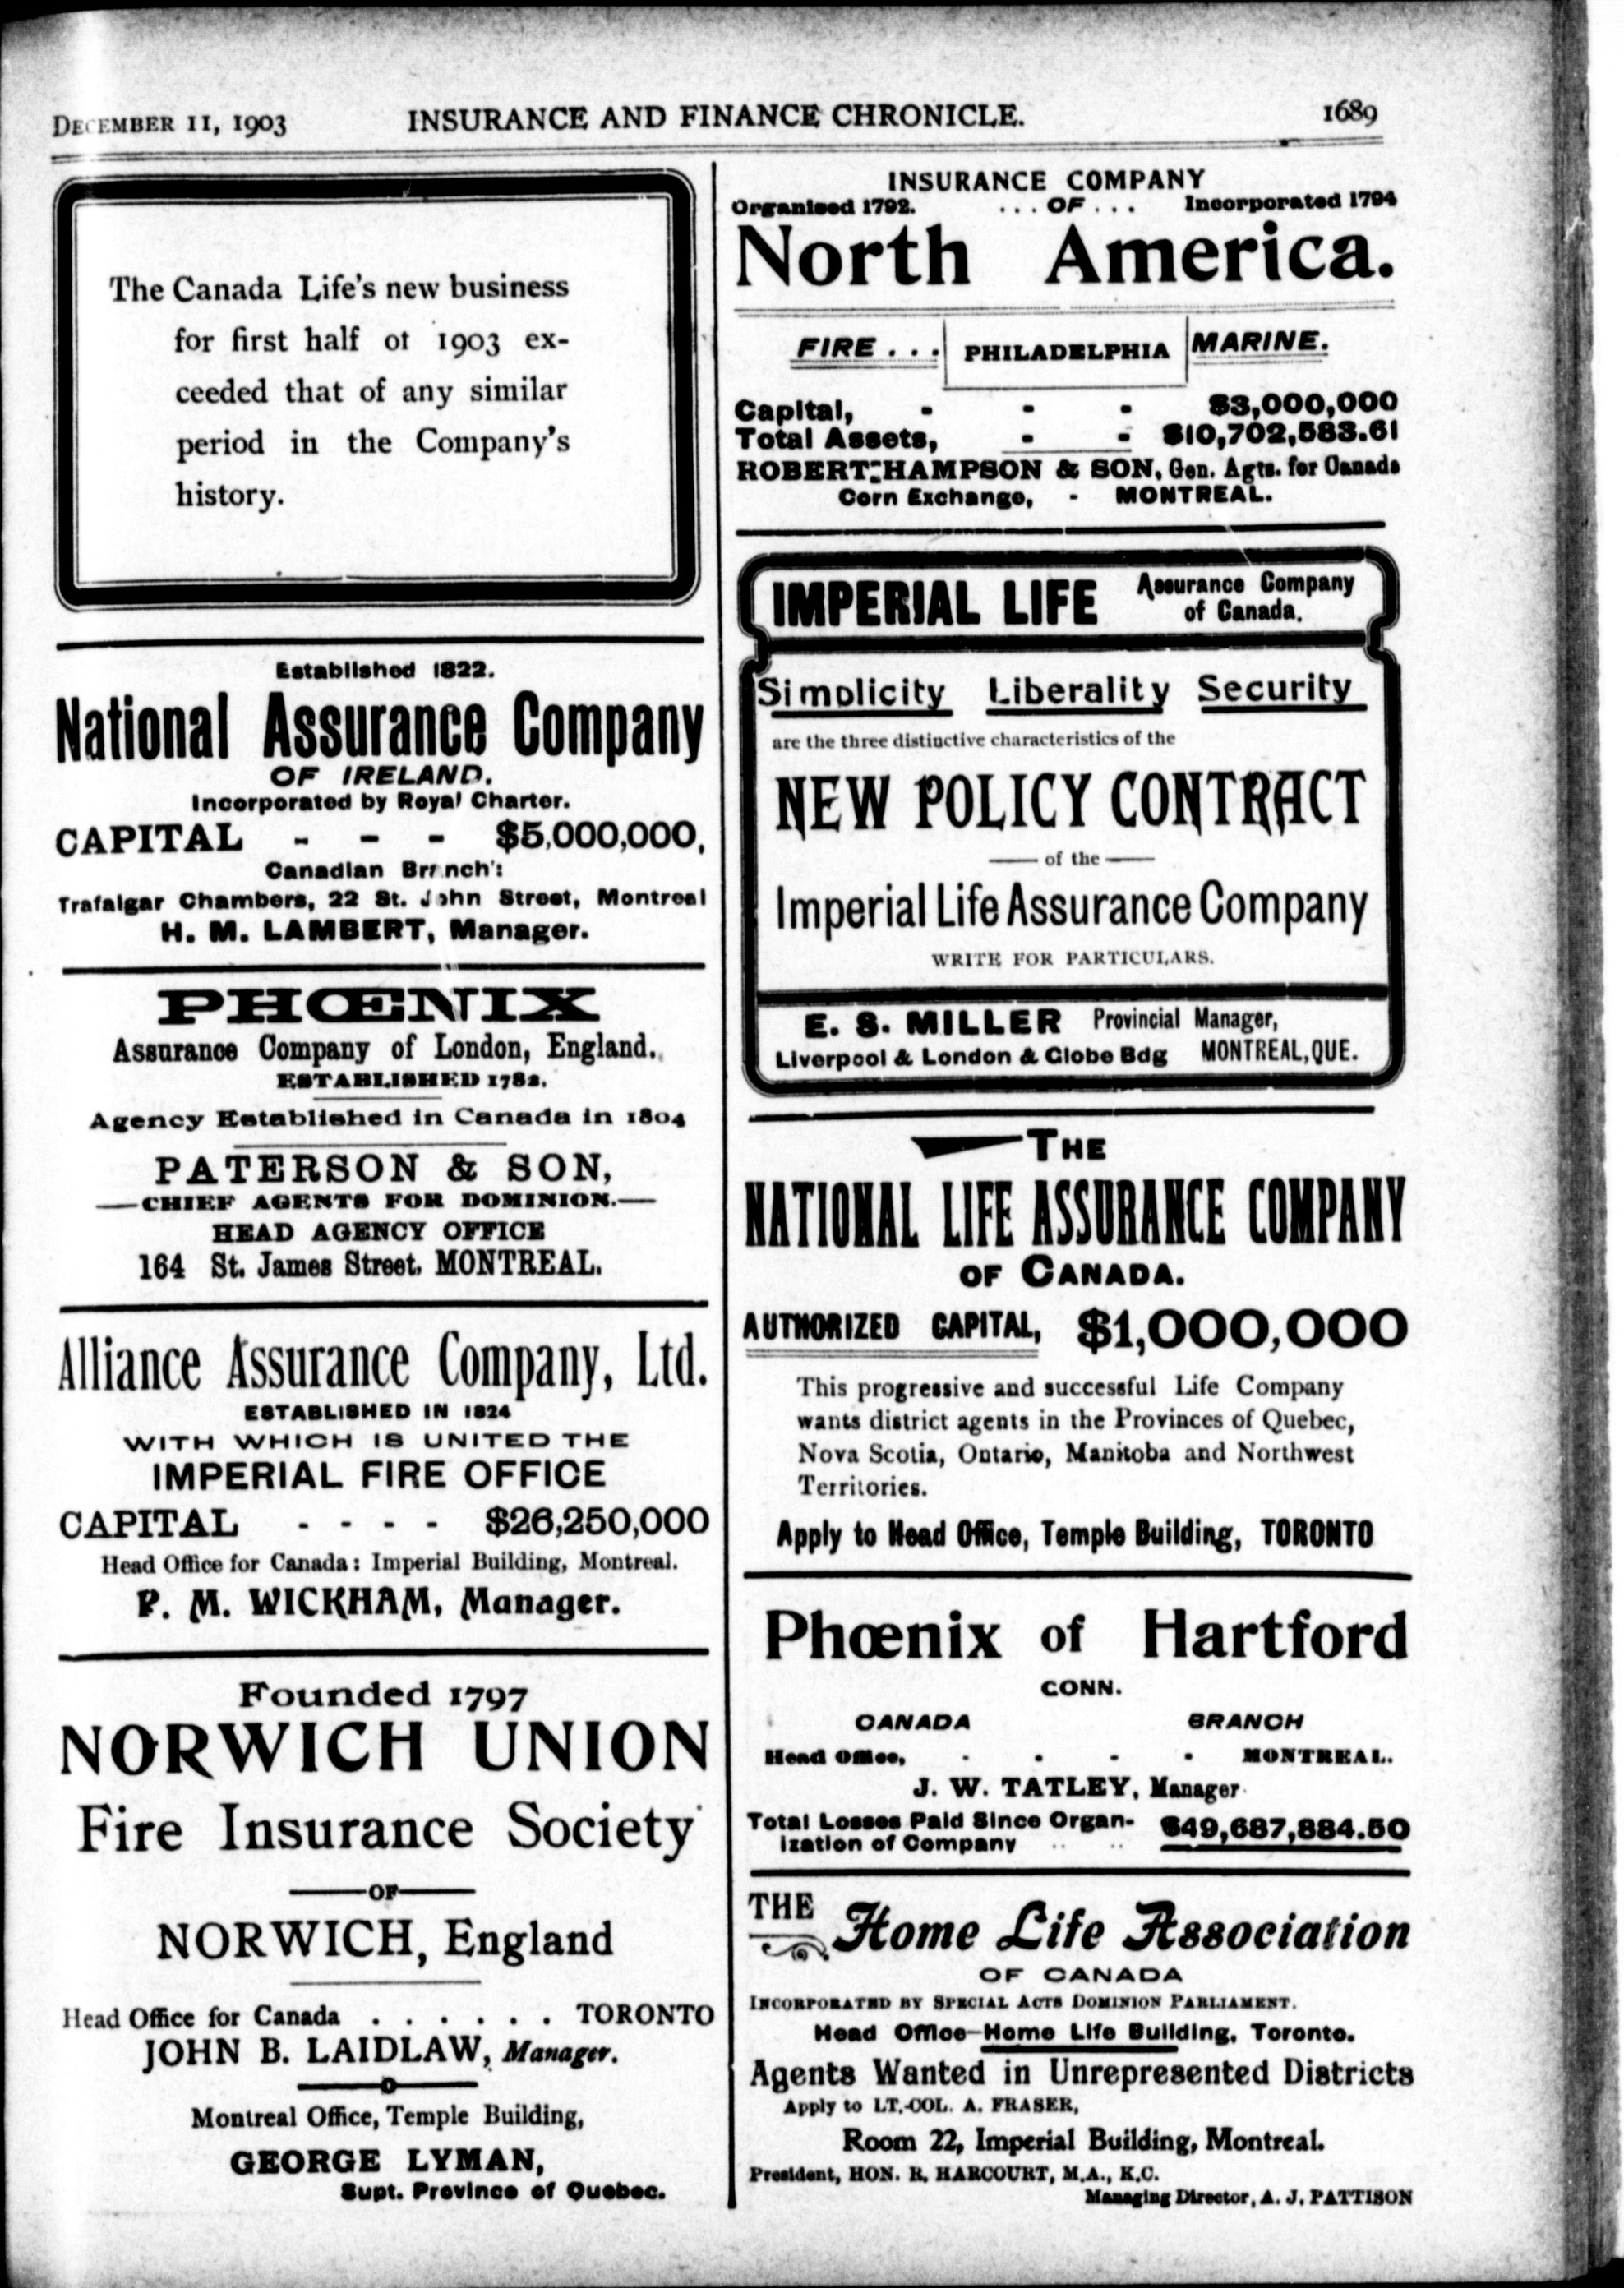 DECEMBER 11, 1903 INSURANCE AND FINANCE CHRONICLE. 1689
The Canada Life's new business
for first half of 1903 ex-
ceeded that of any similar
period in the Company's
history.
Established 1822.
National Assurance Company
OF IRELAND.
Incorporated by Royal Charter.
CAPITAL - - - $5,000,000,
Canadian Branch:
Trafalgar Chambers, 22 St. John Street, Montreal
H. M. LAMBERT, Manager.
PHŒNIX
Assurance Company of London, England.
ESTABLISHED 1782.
Agency Established in Canada in 1804
PATERSON & SON,
—CHIEF AGENTS FOR DOMINION.—
HEAD AGENCY OFFICE
164 St. James Street, MONTREAL.
Alliance Assurance Company, Ltd.
ESTABLISHED IN 1824
WITH WHICH IS UNITED THE
IMPERIAL FIRE OFFICE
CAPITAL - - - - $26,250,000
Head Office for Canada: Imperial Building, Montreal.
P. M. WICKHAM, Manager.
Founded 1797
NORWICH UNION
Fire Insurance Society
—OF—
NORWICH, England
Head Office for Canada . . . . . . TORONTO
JOHN B. LAIDLAW, Manager.
Montreal Office, Temple Building,
GEORGE LYMAN,
Supt. Province of Quebec.
INSURANCE COMPANY
Organised 1792. ...OF... Incorporated 1794
North America.
FIRE . . . PHILADELPHIA MARINE.
Capital, - - - $3,000,000
Total Assets, - - $10,702,583.61
ROBERT HAMPSON & SON, Gen. Agts. for Canada
Corn Exchange, - MONTREAL.
IMPERIAL LIFE Assurance Company
of Canada.
Simplicity Liberality Security
are the three distinctive characteristics of the
NEW POLICY CONTRACT
— of the —
Imperial Life Assurance Company
WRITE FOR PARTICULARS.
E. S. MILLER Provincial Manager,
Liverpool & London & Globe Bdg MONTREAL, QUE.
THE
NATIONAL LIFE ASSURANCE COMPANY
OF CANADA.
AUTHORIZED CAPITAL, $1,000,000
This progressive and successful Life Company
wants district agents in the Provinces of Quebec,
Nova Scotia, Ontario, Manitoba and Northwest
Territories.
Apply to Head Office, Temple Building, TORONTO
Phœnix of Hartford
CONN.
CANADA BRANCH
Head Office, - - - - MONTREAL.
J. W. TATLEY, Manager
Total Losses Paid Since Organ-
ization of Company .. .. $49,687,884.50
THE Home Life Association
OF CANADA
INCORPORATED BY SPECIAL ACTS DOMINION PARLIAMENT.
Head Office—Home Life Building, Toronto.
Agents Wanted in Unrepresented Districts
Apply to LT.-COL. A. FRASER,
Room 22, Imperial Building, Montreal.
President, HON. R. HARCOURT, M.A., K.C.
Managing Director, A. J. PATTISON